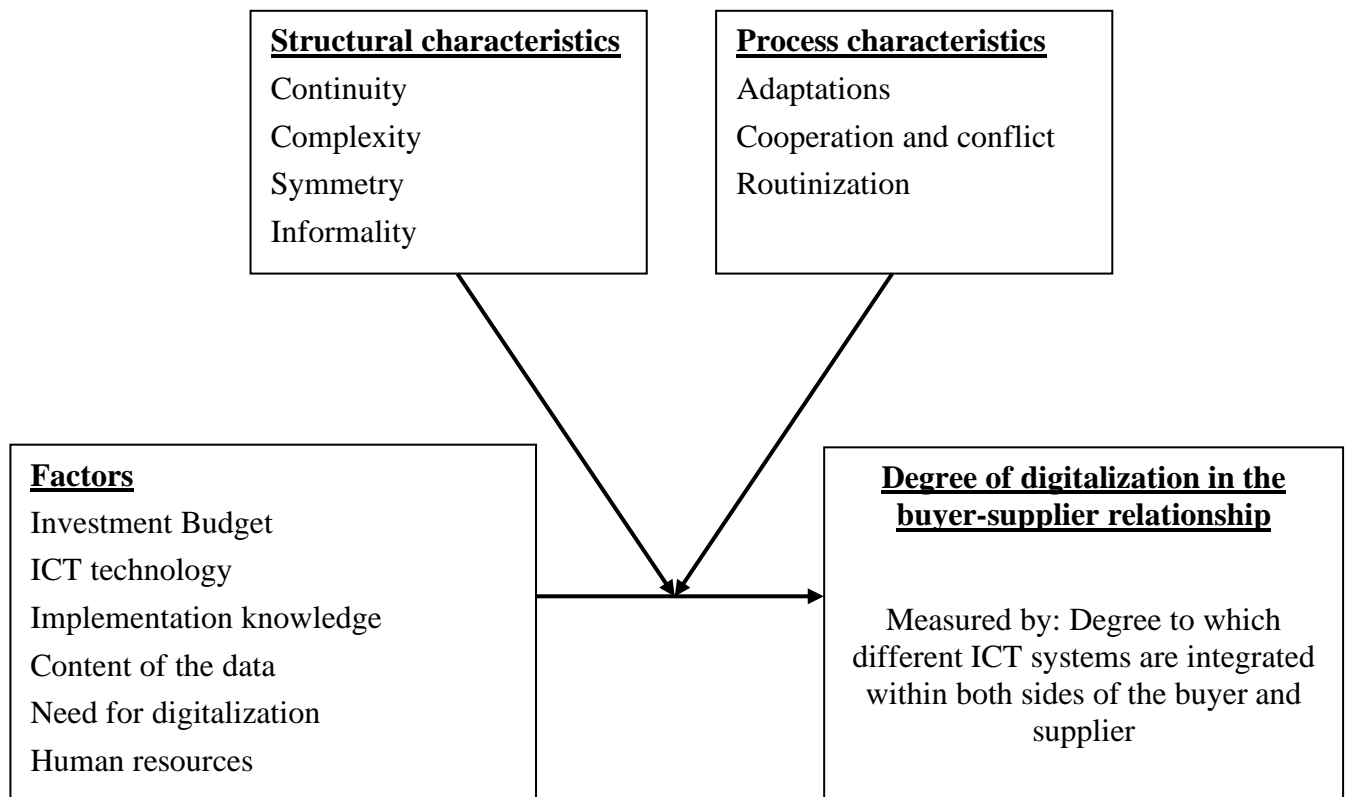 Structural characteristics
Continuity
Complexity
Symmetry
Informality
Process characteristics
Adaptations
Cooperation and conflict
Routinization
Factors
Investment Budget
ICT technology
Implementation knowledge
Content of the data
Need for digitalization
Human resources
Degree of digitalization in the
buyer-supplier relationship
Measured by: Degree to which
different ICT systems are integrated
within both sides of the buyer and
supplier